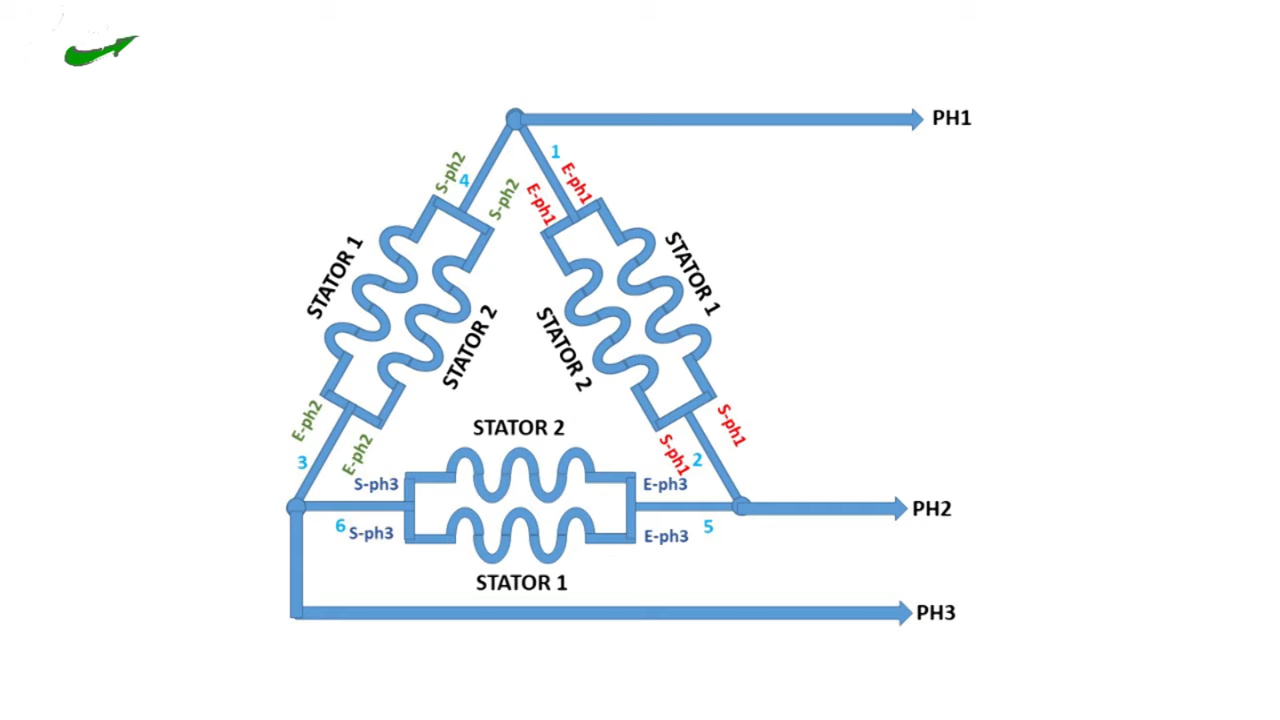 PH1
1
S-ph2
4
E-ph1
S-ph2
E-ph1
STATOR 1
STATOR 1
STATOR 2
STATOR 2
E-ph2
S-ph1
E-ph2
STATOR 2
S-ph1
3
2
S-ph3
E-ph3
PH2
6
S-ph3
E-ph3
5
STATOR 1
PH3